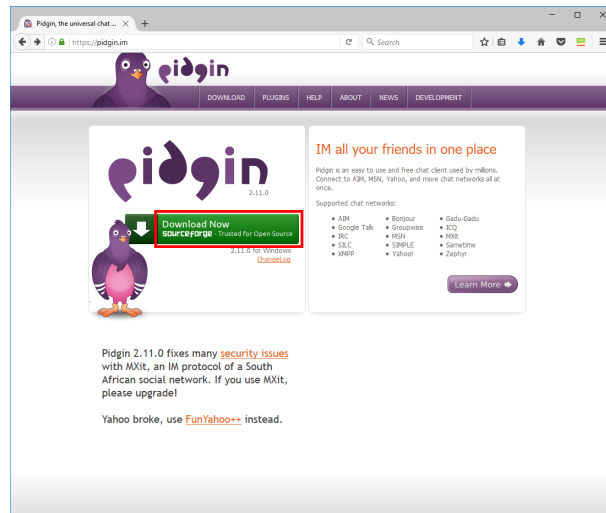 Pidgin, the universal chat ...
https://pidgin.im
Search
pidgin
DOWNLOAD PLUGINS HELP ABOUT NEWS DEVELOPMENT
pidgin
2.11.0
Download Now
sourceforge - Trusted for Open Source
2.11.0 for Windows
ChangeLog
IM all your friends in one place
Pidgin is an easy to use and free chat client used by millions.
Connect to AIM, MSN, Yahoo, and more chat networks all at
once.
Supported chat networks:
AIM
Google Talk
IRC
SILC
XMPP
Bonjour
Groupwise
MSN
SIMPLE
Yahoo!
Gadu-Gadu
ICQ
MXit
Sametime
Zephyr
Learn More
Pidgin 2.11.0 fixes many security issues
with MXit, an IM protocol of a South
African social network. If you use MXit,
please upgrade!
Yahoo broke, use FunYahoo++ instead.